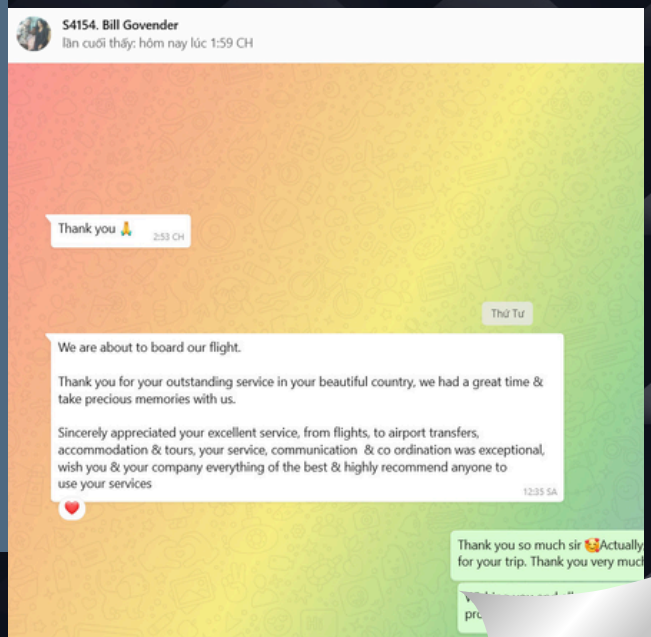 S4154. Bill Govender
lần cuối thấy: hôm nay lúc 1:59 CH
Thank you 🙏
2:53 CH
Thứ Tư
We are about to board our flight.
Thank you for your outstanding service in your beautiful country, we had a great time &
take precious memories with us.
Sincerely appreciated your excellent service, from flights, to airport transfers,
accommodation & tours, your service, communication & co ordination was exceptional,
wish you & your company everything of the best & highly recommend anyone to
use your services
12:35 SA
Thank you so much sir 🥰Actually
for your trip. Thank you very much